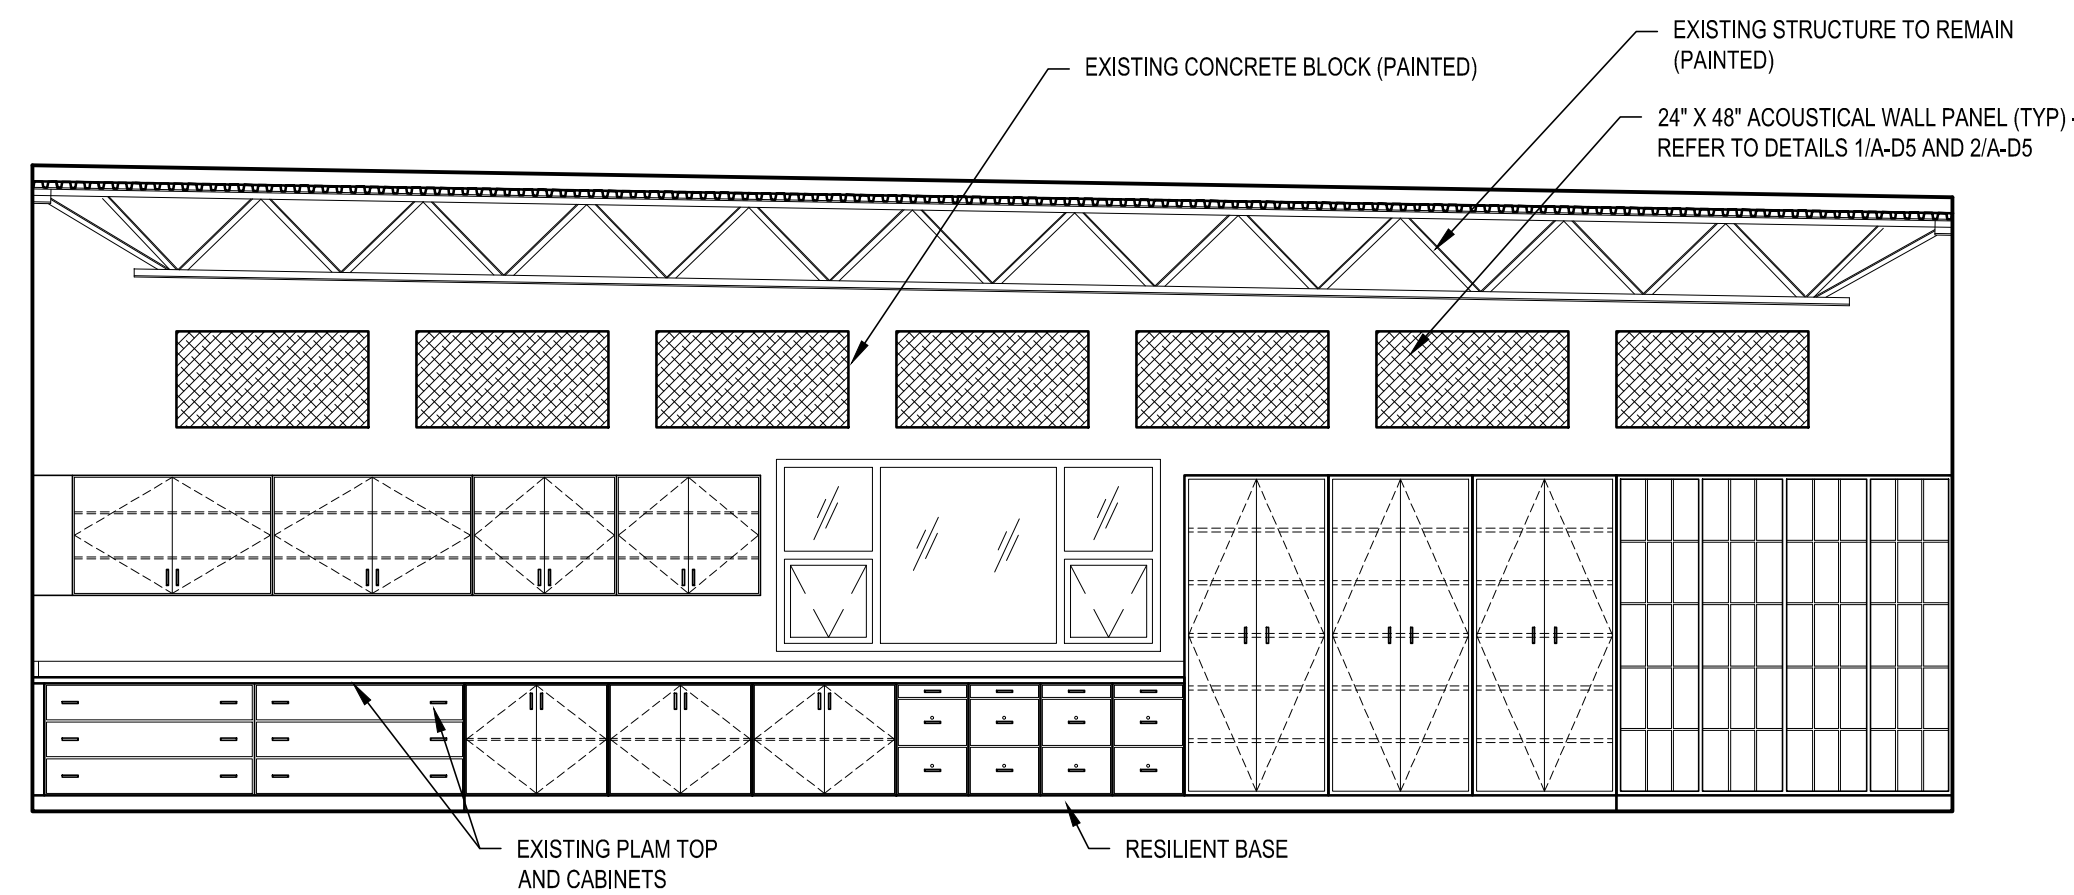 EXISTING STRUCTURE TO REMAIN
(PAINTED)
EXISTING CONCRETE BLOCK (PAINTED)
24" X 48" ACOUSTICAL WALL PANEL (TYP) -
REFER TO DETAILS 1/A-D5 AND 2/A-D5
EXISTING PLAM TOP
AND CABINETS
RESILIENT BASE